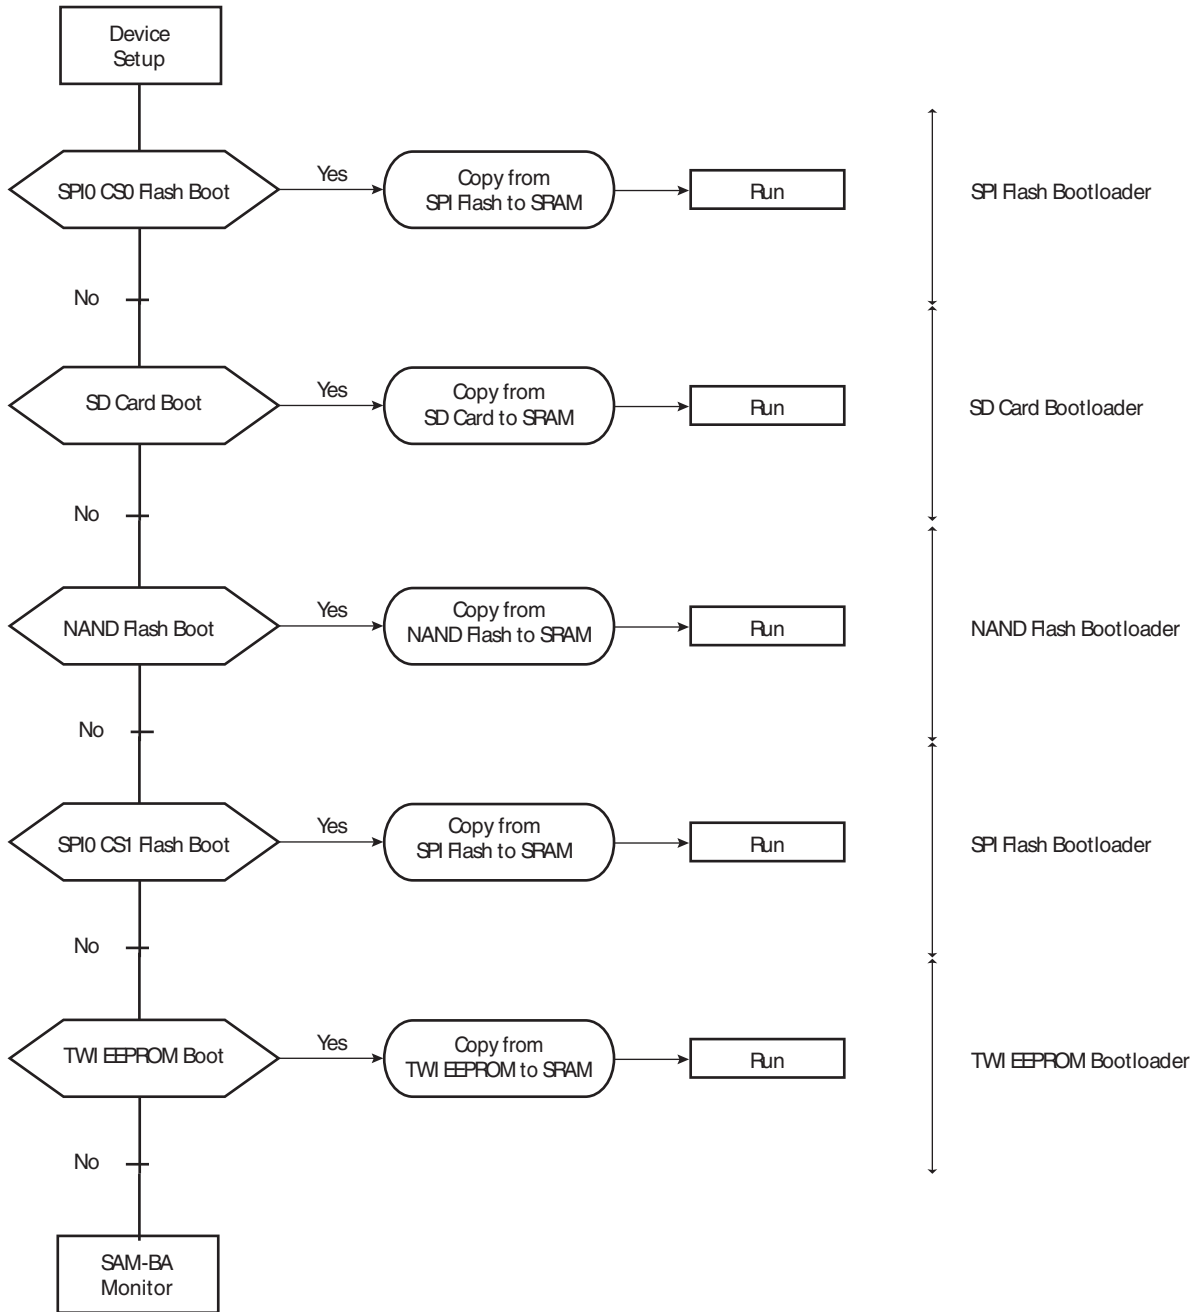 Device
Setup
SPI0 CS0 Flash Boot
Yes
Copy from
SPI Flash to SRAM
Run
SPI Flash Bootloader
No
SD Card Boot
Yes
Copy from
SD Card to SRAM
Run
SD Card Bootloader
No
NAND Flash Boot
Yes
Copy from
NAND Flash to SRAM
Run
NAND Flash Bootloader
No
SPI0 CS1 Flash Boot
Yes
Copy from
SPI Flash to SRAM
Run
SPI Flash Bootloader
No
TWI EEPROM Boot
Yes
Copy from
TWI EEPROM to SRAM
Run
TWI EEPROM Bootloader
No
SAM-BA
Monitor